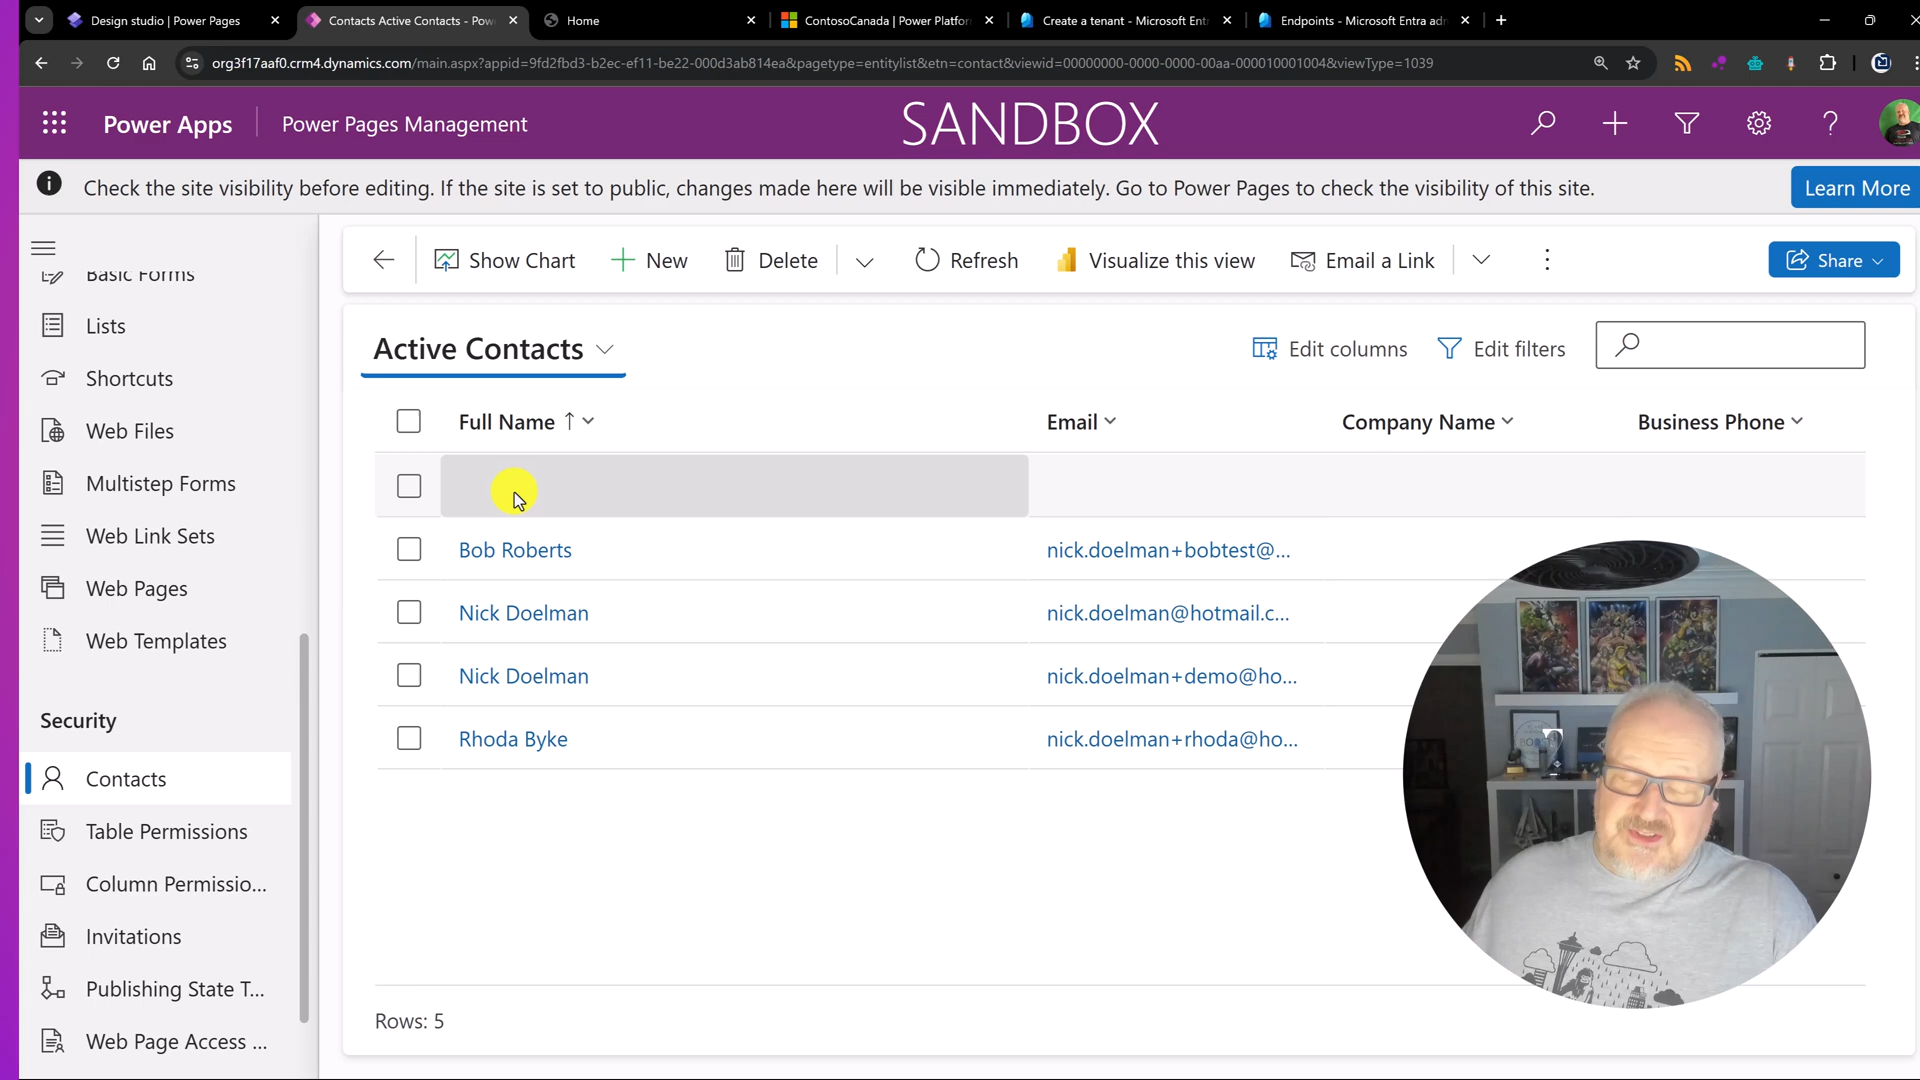 Design studio | Power Pages
Contacts Active Contacts - Pow
Home
ContosoCanada | Power Platfor
Create a tenant - Microsoft Entr
Endpoints - Microsoft Entra adm
org3f17aaf0.crm4.dynamics.com/main.aspx?appid=9fd2fbd3-b2ec-ef11-be22-000d3ab814ea&pagetype=entitylist&etn=contact&viewid=00000000-0000-0000-00aa-000010001004&viewType=1039
Power Apps
Power Pages Management
SANDBOX
Check the site visibility before editing. If the site is set to public, changes made here will be visible immediately. Go to Power Pages to check the visibility of this site.
Learn More
Show Chart
New
Delete
Refresh
Visualize this view
Email a Link
Share
Basic Forms
Lists
Shortcuts
Web Files
Multistep Forms
Web Link Sets
Web Pages
Web Templates
Security
Contacts
Table Permissions
Column Permissio...
Invitations
Publishing State T...
Web Page Access ...
Active Contacts
Edit columns
Edit filters
Full Name
Email
Company Name
Business Phone
Bob Roberts
nick.doelman+bobtest@...
Nick Doelman
nick.doelman@hotmail.c...
Nick Doelman
nick.doelman+demo@ho...
Rhoda Byke
nick.doelman+rhoda@ho...
Rows: 5